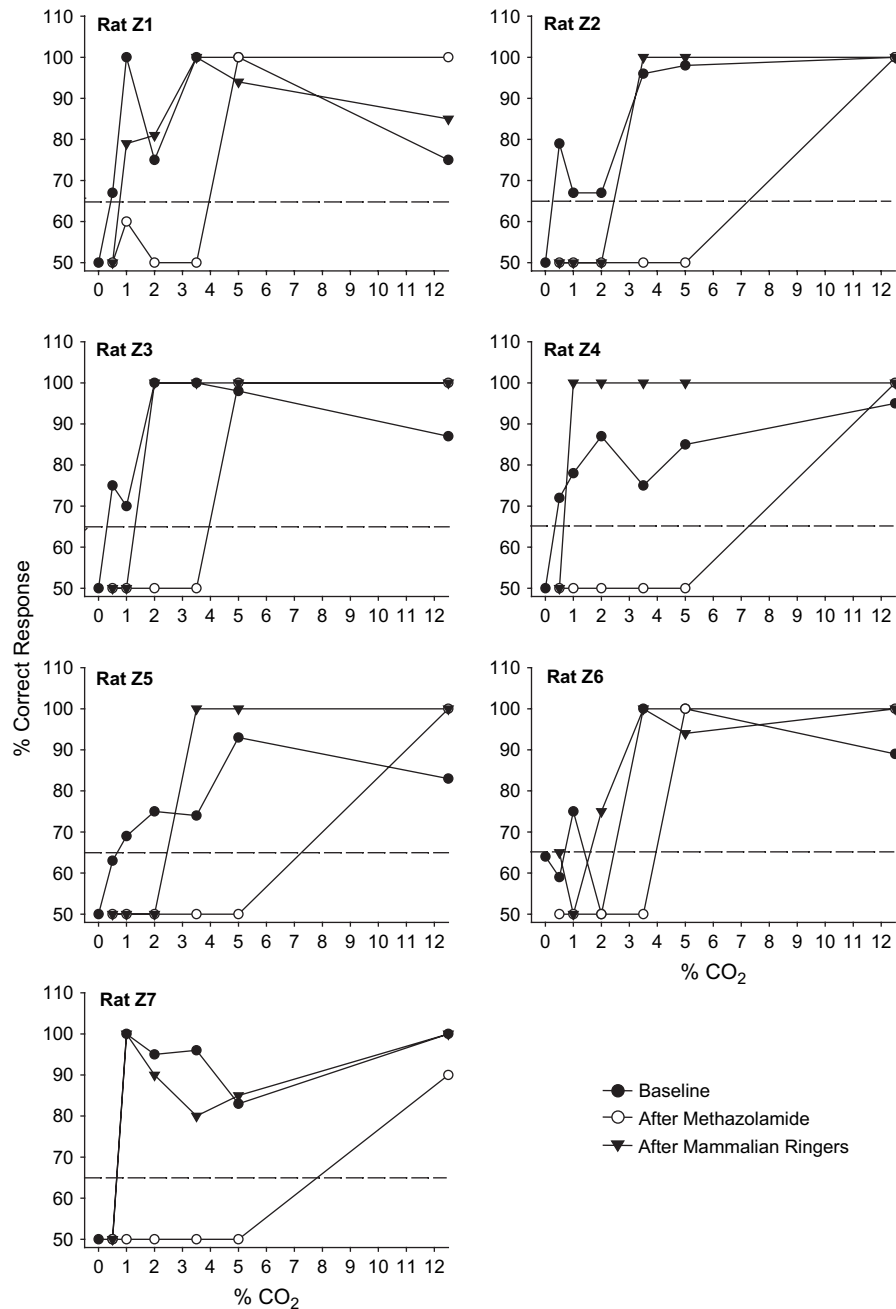 Rat Z1
110
100
90
80
70
60
50
0 1 2 3 4 5 6 7 8 9 10 11 12
Rat Z2
110
100
90
80
70
60
50
0 1 2 3 4 5 6 7 8 9 10 11 12
Rat Z3
110
100
90
80
70
60
50
0 1 2 3 4 5 6 7 8 9 10 11 12
Rat Z4
110
100
90
80
70
60
50
0 1 2 3 4 5 6 7 8 9 10 11 12
% Correct Response
Rat Z5
110
100
90
80
70
60
50
0 1 2 3 4 5 6 7 8 9 10 11 12
Rat Z6
110
100
90
80
70
60
50
0 1 2 3 4 5 6 7 8 9 10 11 12
% CO₂
Rat Z7
110
100
90
80
70
60
50
0 1 2 3 4 5 6 7 8 9 10 11 12
% CO₂
Baseline
After Methazolamide
After Mammalian Ringers